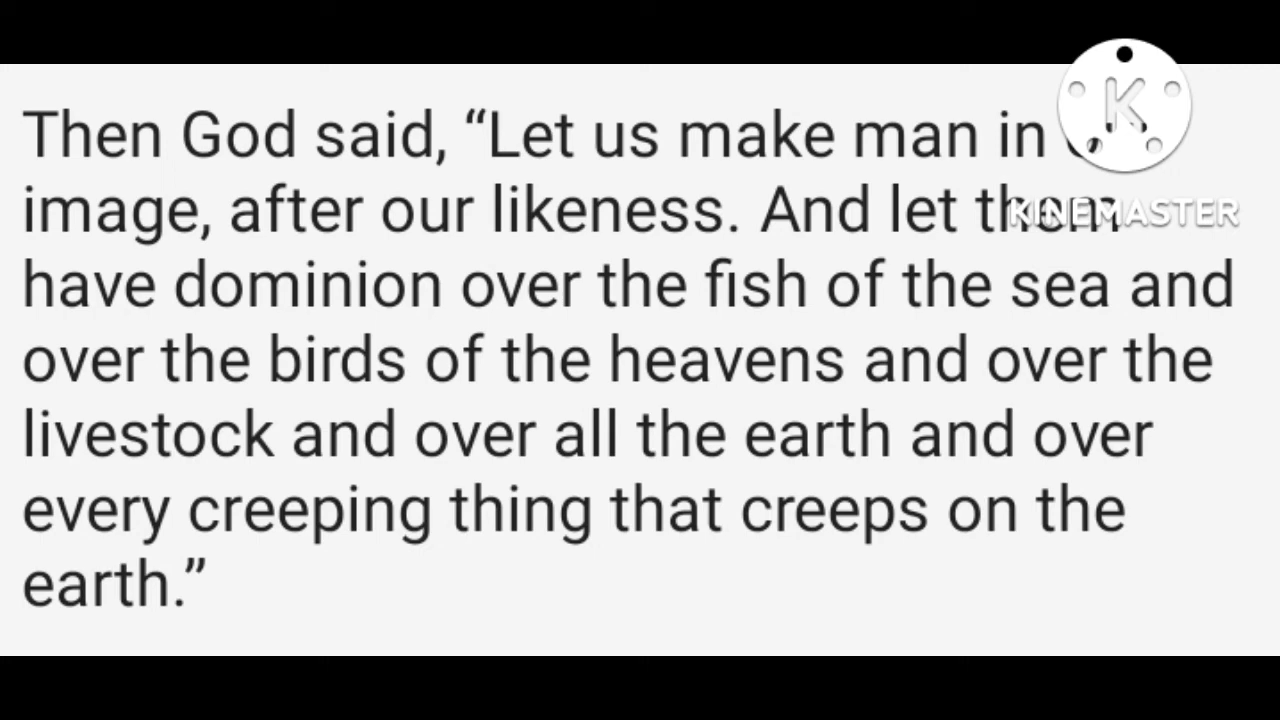 Then God said, “Let us make man in
image, after our likeness. And let them
have dominion over the fish of the sea and
over the birds of the heavens and over the
livestock and over all the earth and over
every creeping thing that creeps on the
earth.”
K
KINEMASTER